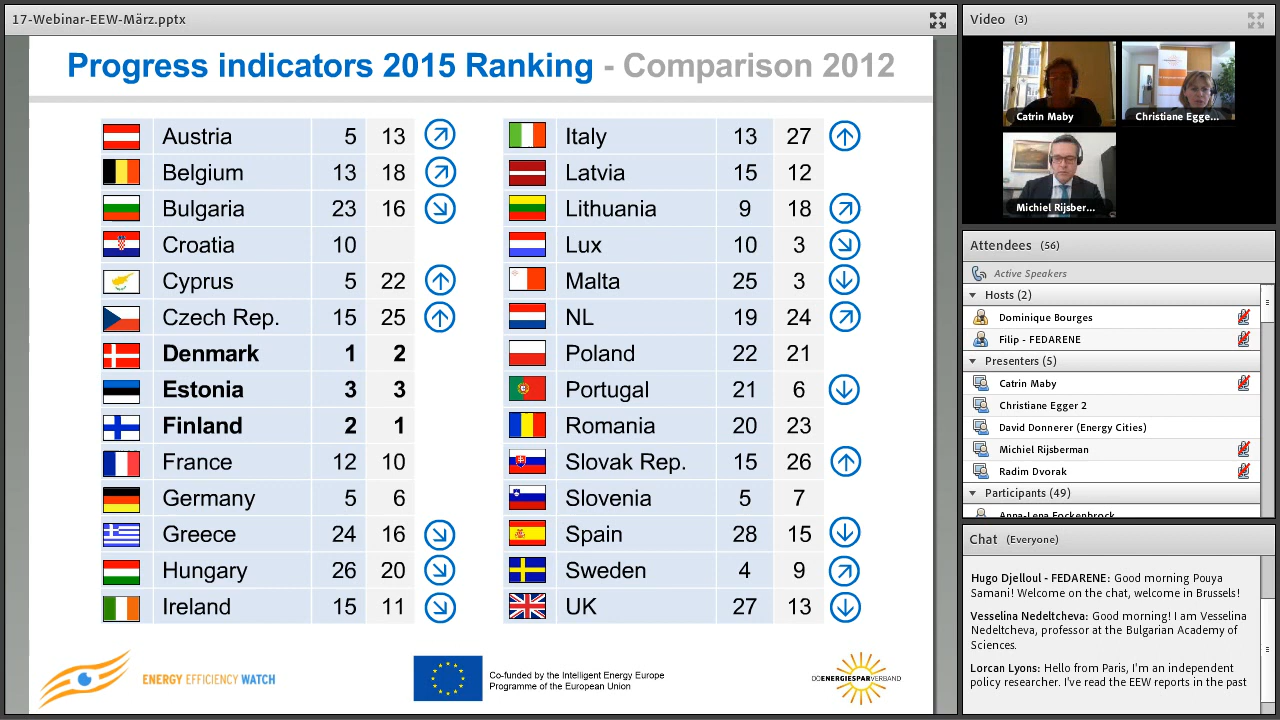 17-Webinar-EEW-März.pptx
Progress indicators 2015 Ranking - Comparison 2012
Austria 5 13
Belgium 13 18
Bulgaria 23 16
Croatia 10
Cyprus 5 22
Czech Rep. 15 25
Denmark 1 2
Estonia 3 3
Finland 2 1
France 12 10
Germany 5 6
Greece 24 16
Hungary 26 20
Ireland 15 11
Italy 13 27
Latvia 15 12
Lithuania 9 18
Lux 10 3
Malta 25 3
NL 19 24
Poland 22 21
Portugal 21 6
Romania 20 23
Slovak Rep. 15 26
Slovenia 5 7
Spain 28 15
Sweden 4 9
UK 27 13
ENERGY EFFICIENCY WATCH
Co-funded by the Intelligent Energy Europe
Programme of the European Union
OÖENERGIESPARVERBAND
Video (3)
Catrin Maby
Christiane Egge...
Michiel Rijsber...
Attendees (56)
Active Speakers
Hosts (2)
Dominique Bourges
Filip - FEDARENE
Presenters (5)
Catrin Maby
Christiane Egger 2
David Donnerer (Energy Cities)
Michiel Rijsberman
Radim Dvorak
Participants (49)
Anna-Lena Fockenbrock
Chat (Everyone)
Hugo Djelloul - FEDARENE: Good morning Pouya
Samani! Welcome on the chat, welcome in Brussels!
Vesselina Nedeltcheva: Good morning! I am Vesselina
Nedeltcheva, professor at the Bulgarian Academy of
Sciences.
Lorcan Lyons: Hello from Paris, I'm an independent
policy researcher. I've read the EEW reports in the past